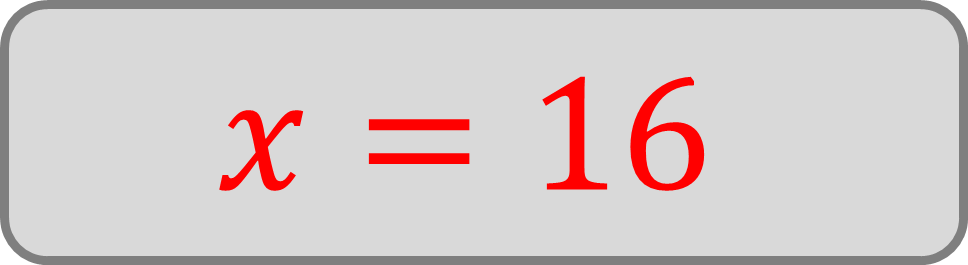 x = 16